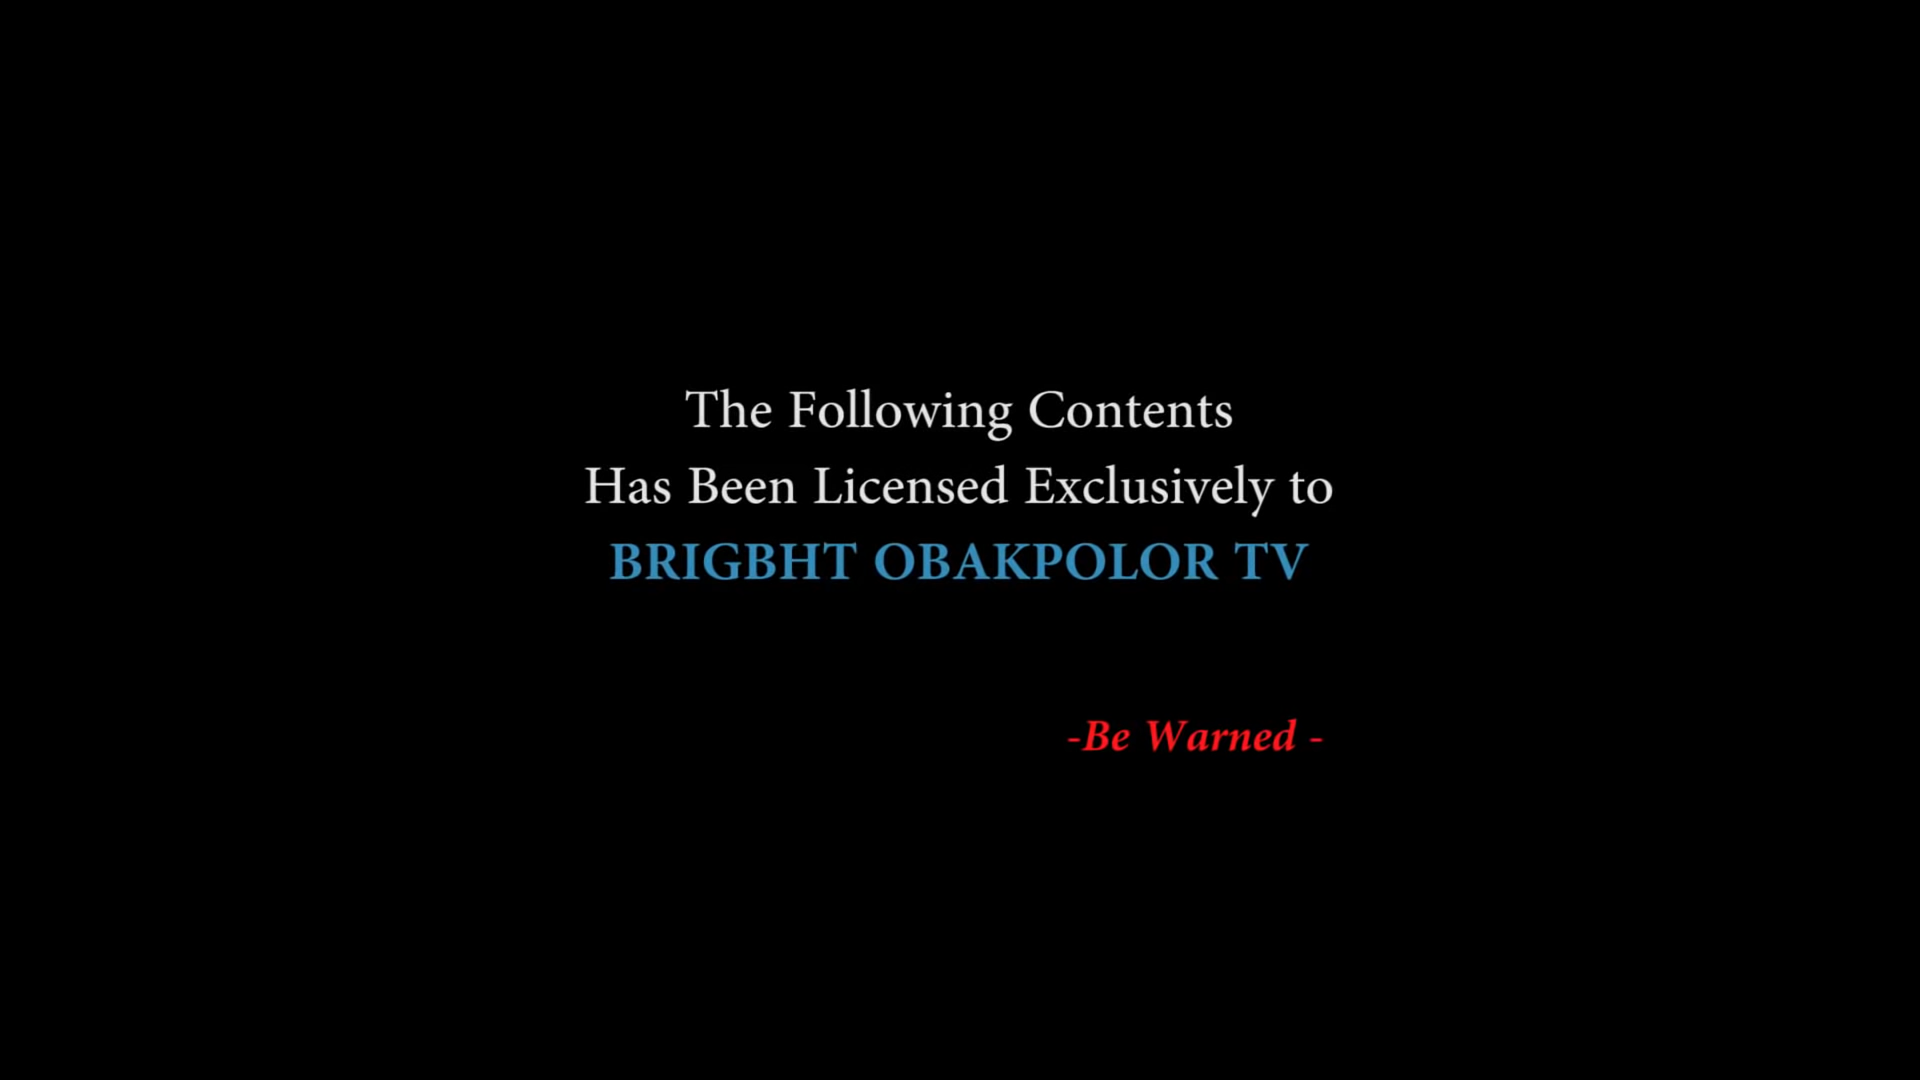 The Following Contents
Has Been Licensed Exclusively to
BRIGBHT OBAKPOLOR TV
-Be Warned -